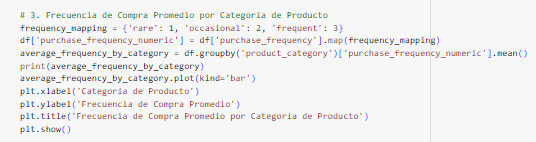 # 3. Frecuencia de Compra Promedio por Categoría de Producto
frequency_mapping = {'rare': 1, 'occasional': 2, 'frequent': 3}
df['purchase_frequency_numeric'] = df['purchase_frequency'].map(frequency_mapping)
average_frequency_by_category = df.groupby('product_category')['purchase_frequency_numeric'].mean()
print(average_frequency_by_category)
average_frequency_by_category.plot(kind='bar')
plt.xlabel('Categoría de Producto')
plt.ylabel('Frecuencia de Compra Promedio')
plt.title('Frecuencia de Compra Promedio por Categoría de Producto')
plt.show()